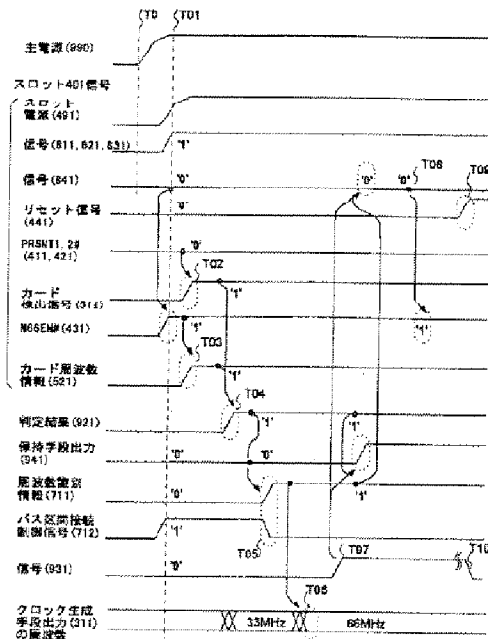 T0 T01
主電源(990)
スロット401信号
スロット
電源(491)
信号(611,621,631) '1'
信号(641) '0' '0' '0' T08 T09
リセット信号
(441) '0'
PRSNT1,2#
(411,421) '0'
T02
カード
検出信号 '1'
M66EN#(431) '1' '1'
T03
カード周波数
情報(521) '1'
T04
判定結果(921) '1' '1'
保持手段出力
(941) '0' '0'
周波数識別
情報(711) '0' '1'
バス区間接続
制御信号(712) '1'
T05 T07 T10
信号(931) '0'
T06
クロック生成
手段出力(311)
の周波数 33MHz 66MHz